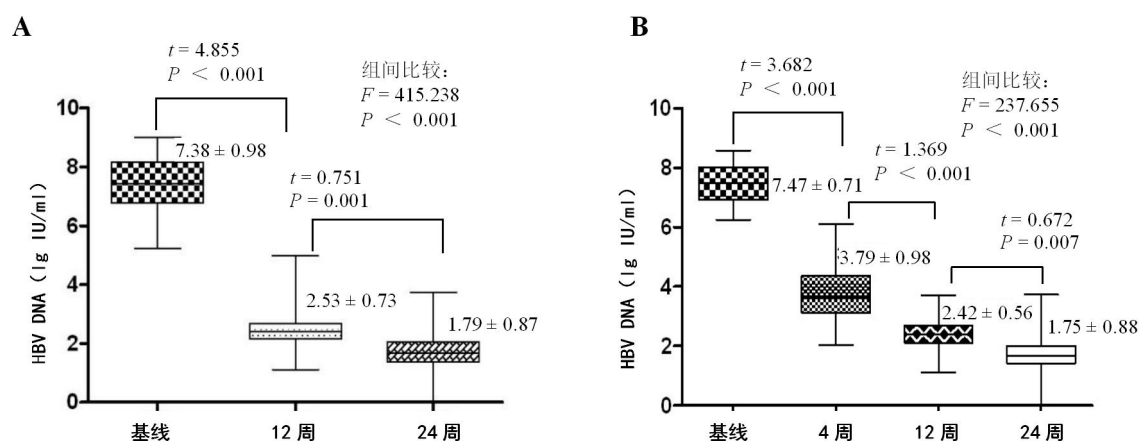 A
t = 4.855
P < 0.001
组间比较:
F = 415.238
P < 0.001
10
8
6
4
2
0
HBV DNA (lg IU/ml)
7.38 ± 0.98
t = 0.751
P = 0.001
2.53 ± 0.73
1.79 ± 0.87
基线
12 周
24 周
B
t = 3.682
P < 0.001
组间比较:
F = 237.655
P < 0.001
10
8
6
4
2
0
HBV DNA (lg IU/ml)
7.47 ± 0.71
t = 1.369
P < 0.001
3.79 ± 0.98
t = 0.672
P = 0.007
2.42 ± 0.56
1.75 ± 0.88
基线
4 周
12 周
24 周